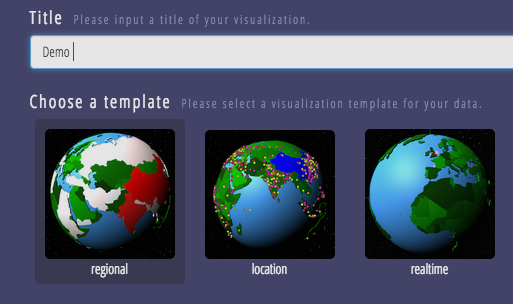 Title Please input a title of your visualization.
Demo
Choose a template Please select a visualization template for your data.
regional location realtime